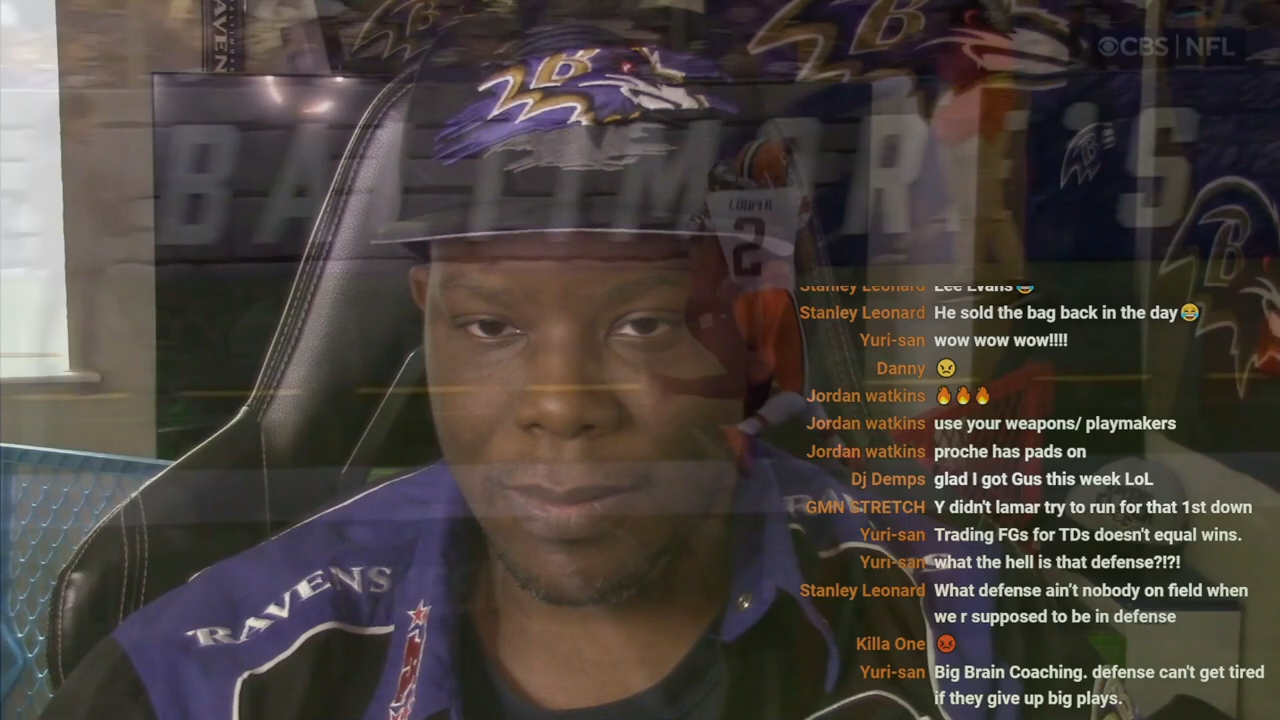 RAVEN
CBS | NFL
BALTIMORE'S
COOPER
2
Stanley Leonard Lee Evans😂
Stanley Leonard He sold the bag back in the day😂
Yuri-san wow wow wow!!!!
Danny 😠
Jordan watkins 🔥🔥🔥
Jordan watkins use your weapons/ playmakers
Jordan watkins proche has pads on
Dj Demps glad I got Gus this week LoL
GMN STRETCH Y didn't lamar try to run for that 1st down
Yuri-san Trading FGs for TDs doesn't equal wins.
Yuri-san what the hell is that defense?!?!
Stanley Leonard What defense ain't nobody on field when
we r supposed to be in defense
Killa One 😡
Yuri-san Big Brain Coaching. defense can't get tired
if they give up big plays.
RAVENS